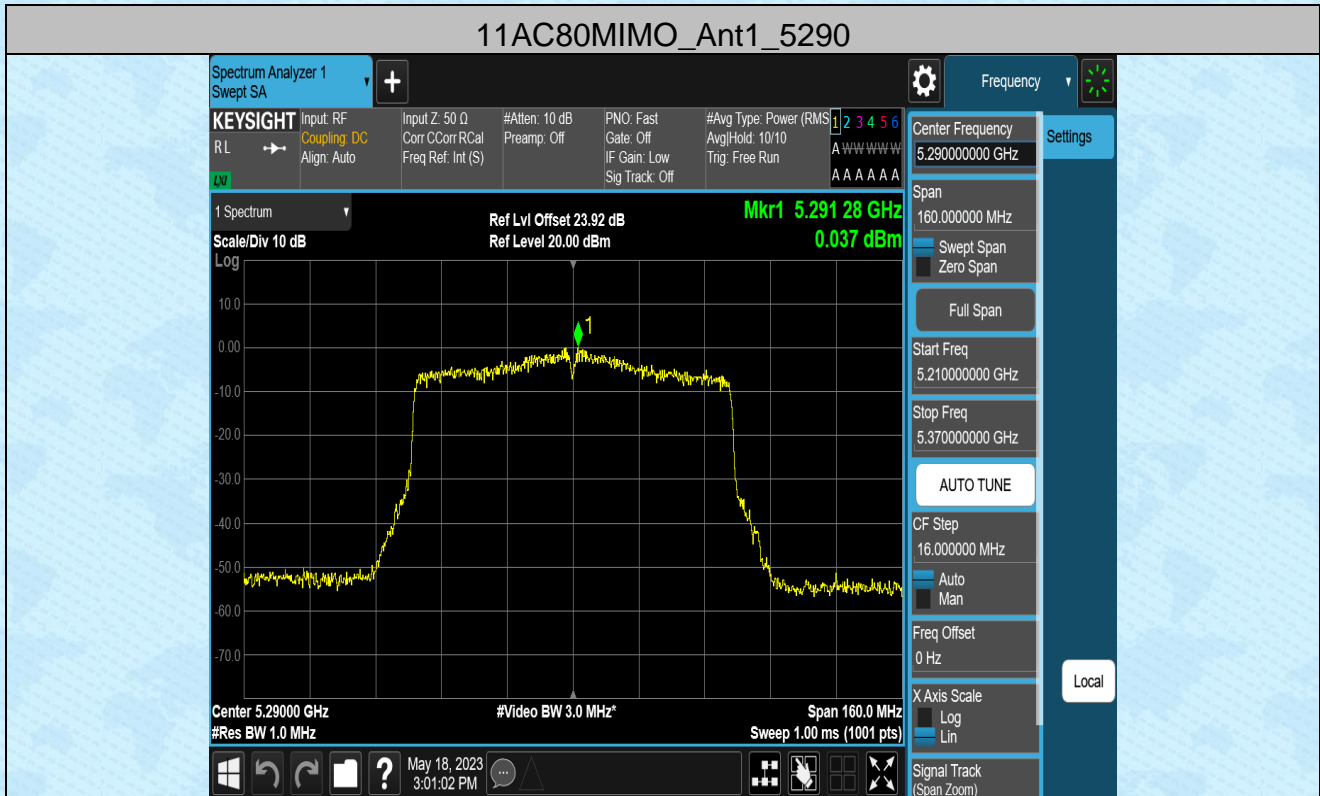 11AC80MIMO_Ant1_5290
Spectrum Analyzer 1
Swept SA
+
Frequency
KEYSIGHT
R L
LXI
Input: RF
Coupling: DC
Align: Auto
Input Z: 50 Ω
Corr CCorr RCal
Freq Ref: Int (S)
#Atten: 10 dB
Preamp: Off
PNO: Fast
Gate: Off
IF Gain: Low
Sig Track: Off
#Avg Type: Power (RMS
Avg|Hold: 10/10
Trig: Free Run
1 2 3 4 5 6
A W W W W W
A A A A A A
Center Frequency
5.290000000 GHz
Settings
1 Spectrum
Scale/Div 10 dB
Log
Ref Lvl Offset 23.92 dB
Ref Level 20.00 dBm
Mkr1 5.291 28 GHz
0.037 dBm
Span
160.000000 MHz
Swept Span
Zero Span
Full Span
Start Freq
5.210000000 GHz
Stop Freq
5.370000000 GHz
AUTO TUNE
CF Step
16.000000 MHz
Auto
Man
Freq Offset
0 Hz
X Axis Scale
Log
Lin
Signal Track
(Span Zoom)
Local
10.0
0.00
-10.0
-20.0
-30.0
-40.0
-50.0
-60.0
-70.0
1
Center 5.29000 GHz
#Res BW 1.0 MHz
#Video BW 3.0 MHz*
Span 160.0 MHz
Sweep 1.00 ms (1001 pts)
?
May 18, 2023
3:01:02 PM